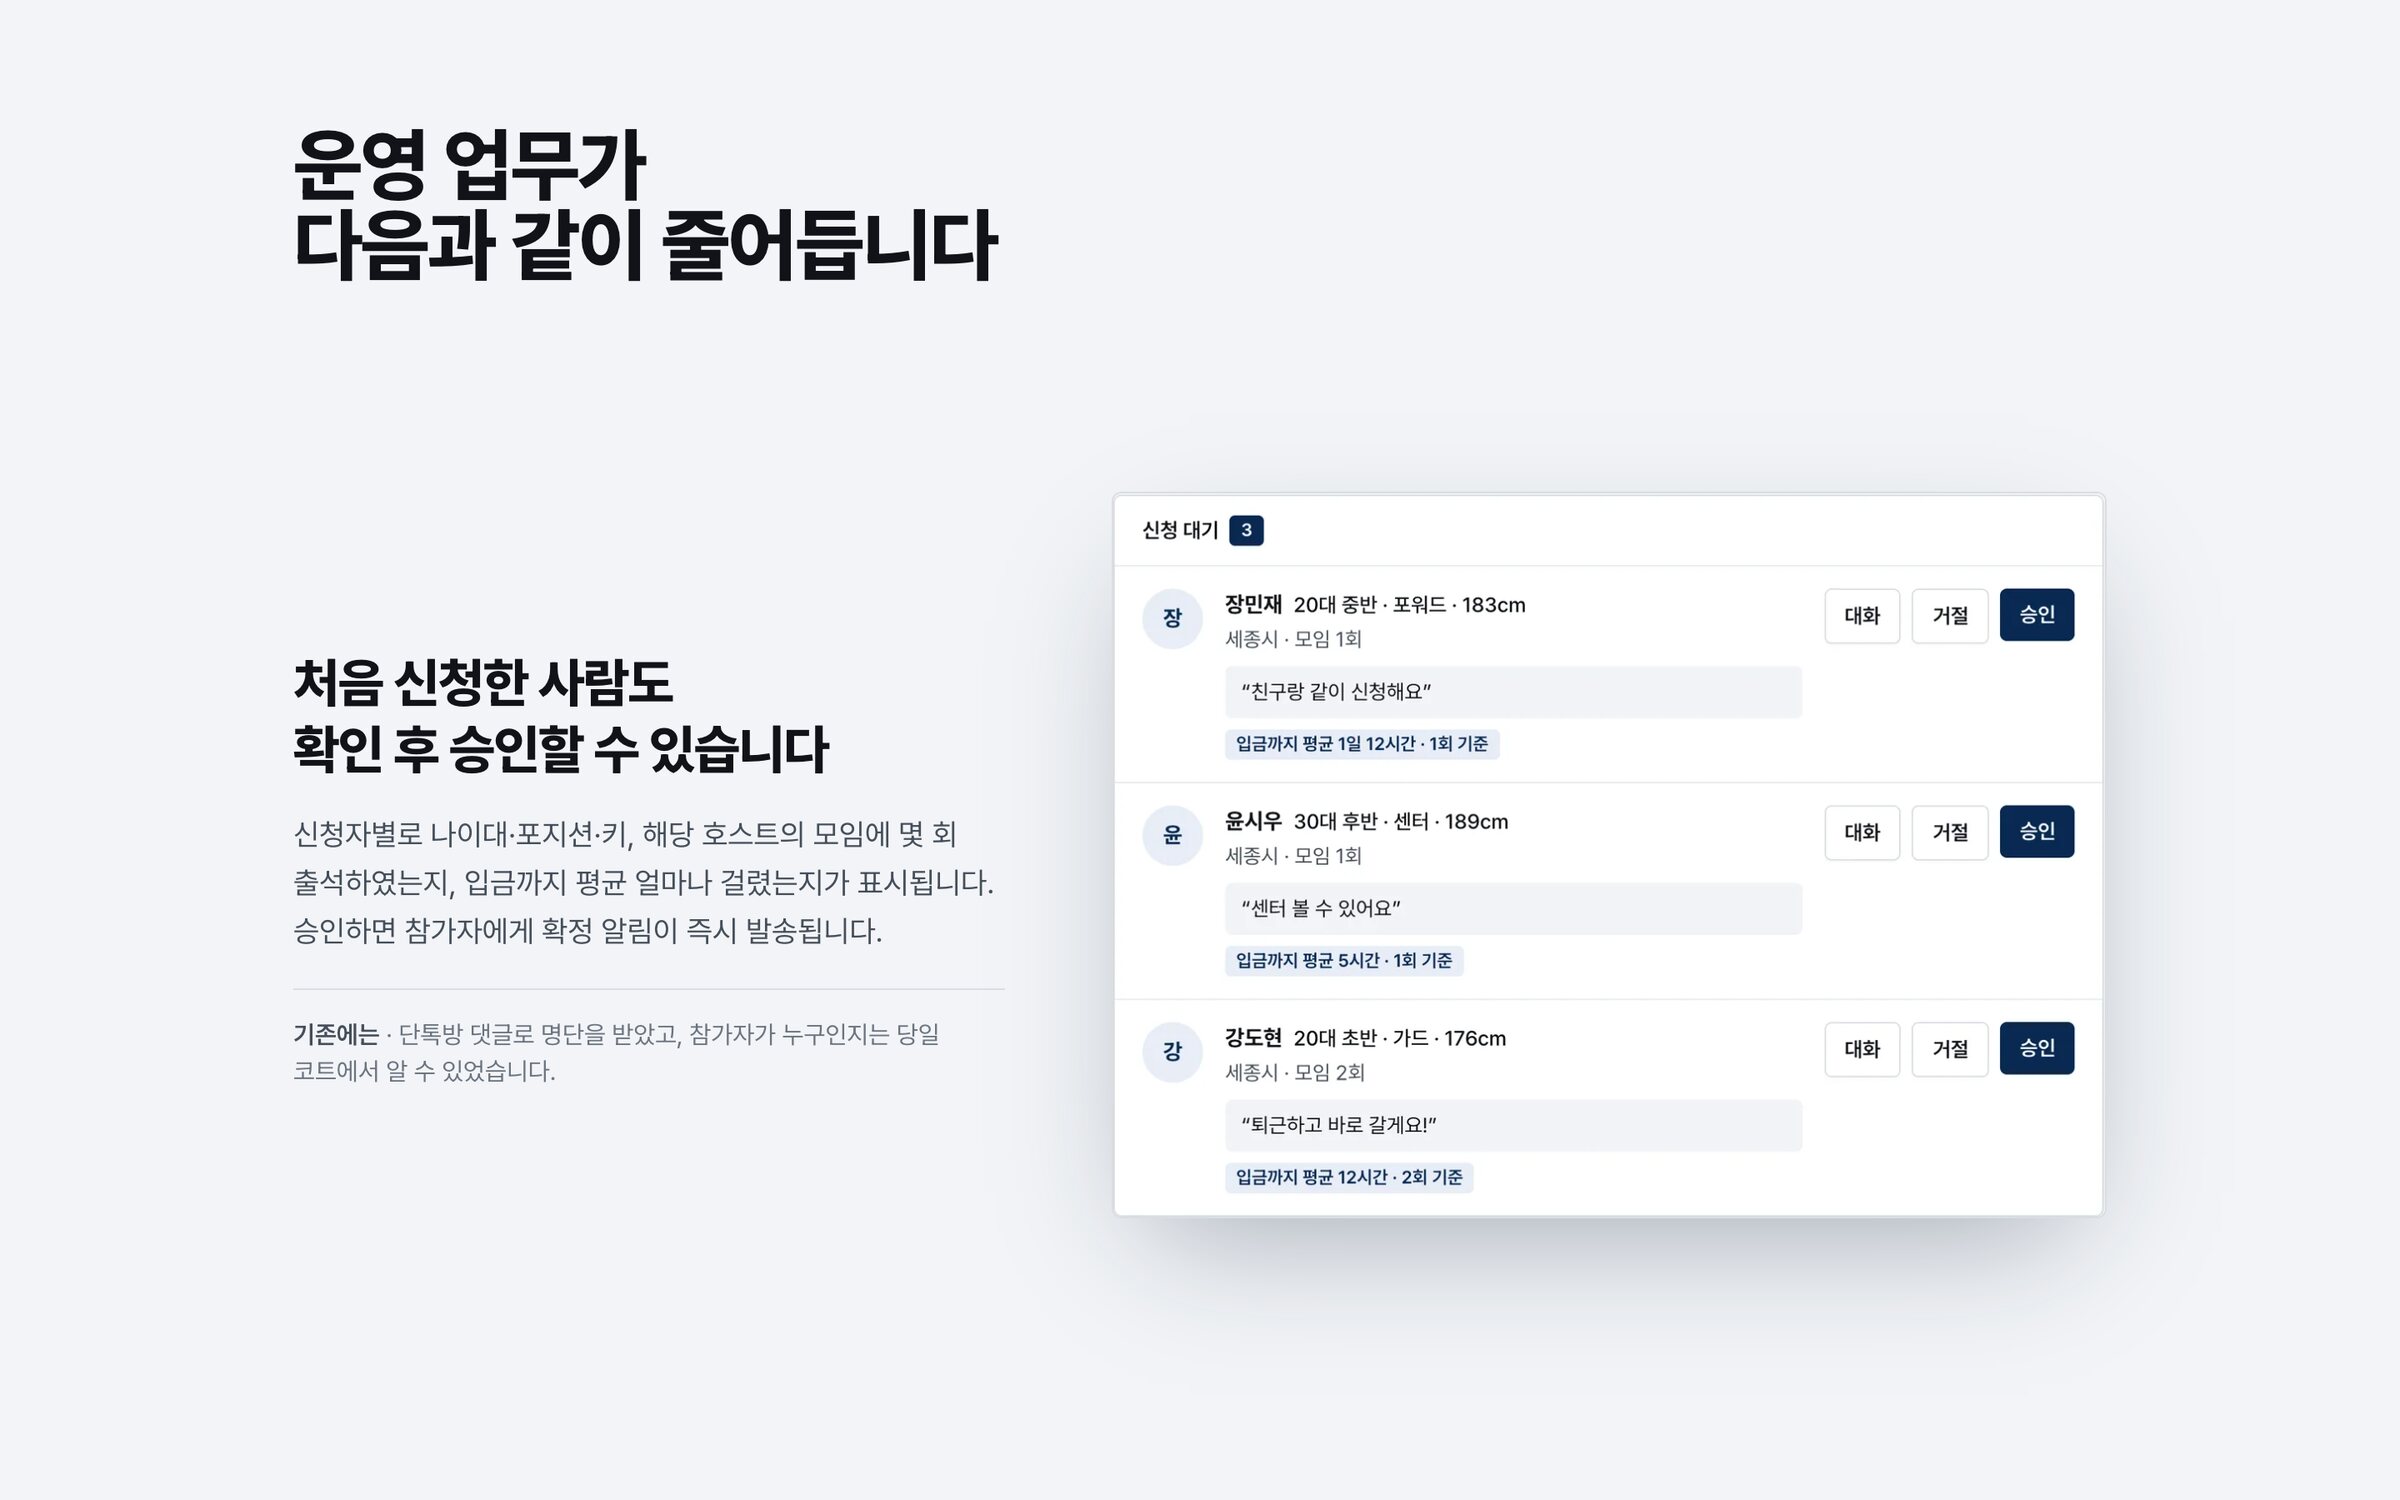 운영 업무가
다음과 같이 줄어듭니다
처음 신청한 사람도
확인 후 승인할 수 있습니다
신청자별로 나이대·포지션·키, 해당 호스트의 모임에 몇 회
출석하였는지, 입금까지 평균 얼마나 걸렸는지가 표시됩니다.
승인하면 참가자에게 확정 알림이 즉시 발송됩니다.
기존에는 · 단톡방 댓글로 명단을 받았고, 참가자가 누구인지는 당일
코트에서 알 수 있었습니다.
신청 대기 3
장 장민재 20대 중반 · 포워드 · 183cm 대화 거절 승인
세종시 · 모임 1회
“친구랑 같이 신청해요”
입금까지 평균 1일 12시간 · 1회 기준
윤 윤시우 30대 후반 · 센터 · 189cm 대화 거절 승인
세종시 · 모임 1회
“센터 볼 수 있어요”
입금까지 평균 5시간 · 1회 기준
강 강도현 20대 초반 · 가드 · 176cm 대화 거절 승인
세종시 · 모임 2회
“퇴근하고 바로 갈게요!”
입금까지 평균 12시간 · 2회 기준